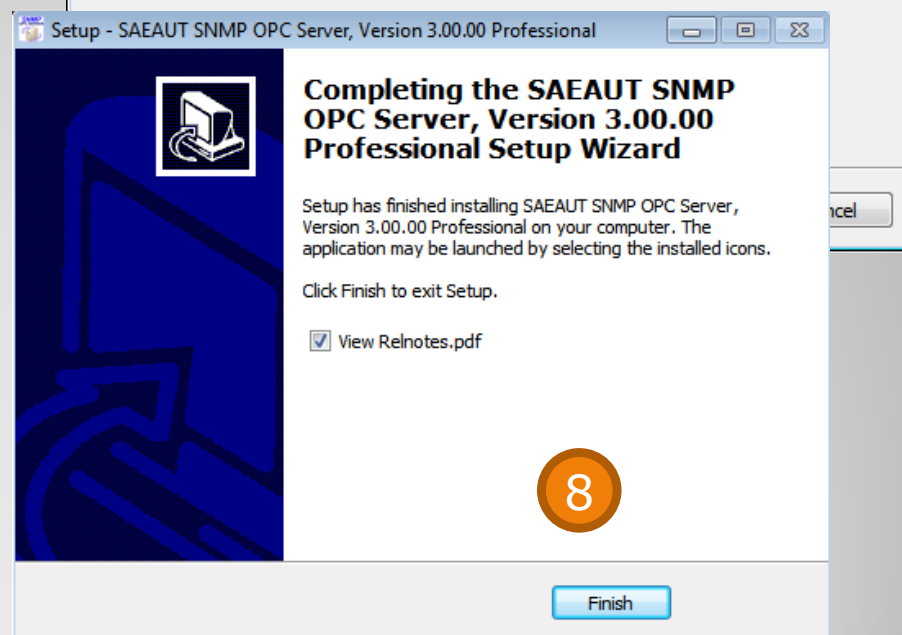 Setup - SAEAUT SNMP OPC Server, Version 3.00.00 Professional
Completing the SAEAUT SNMP
OPC Server, Version 3.00.00
Professional Setup Wizard
Setup has finished installing SAEAUT SNMP OPC Server,
Version 3.00.00 Professional on your computer. The
application may be launched by selecting the installed icons.
Click Finish to exit Setup.
View Relnotes.pdf
8
Finish
ncel